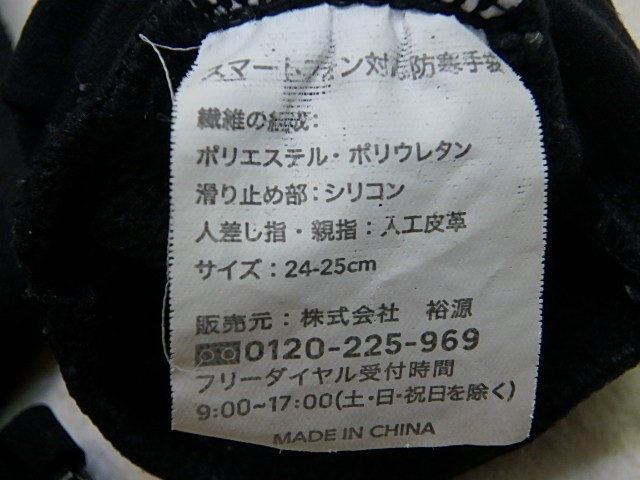 スマートフォン対応防寒手袋
繊維の組成:
ポリエステル・ポリウレタン
滑り止め部:シリコン
人差し指・親指:人工皮革
サイズ:24-25cm
販売元:株式会社 裕源
0120-225-969
フリーダイヤル受付時間
9:00~17:00(土・日・祝日を除く)
MADE IN CHINA